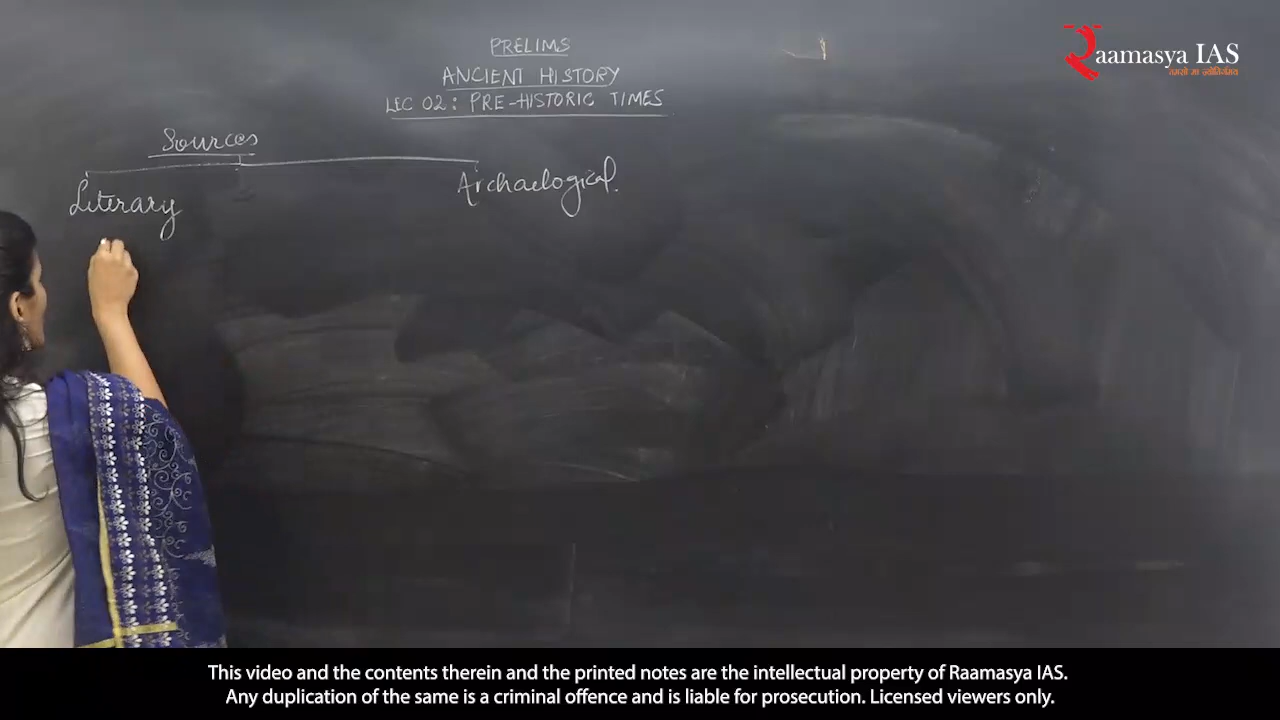 PRELIMS
ANCIENT HISTORY
LEC 02 : PRE-HISTORIC TIMES
Raamasya IAS
तमसो मा ज्योतिर्गमय
Sources
Literary
Archaelogical.
This video and the contents therein and the printed notes are the intellectual property of Raamasya IAS.
Any duplication of the same is a criminal offence and is liable for prosecution. Licensed viewers only.